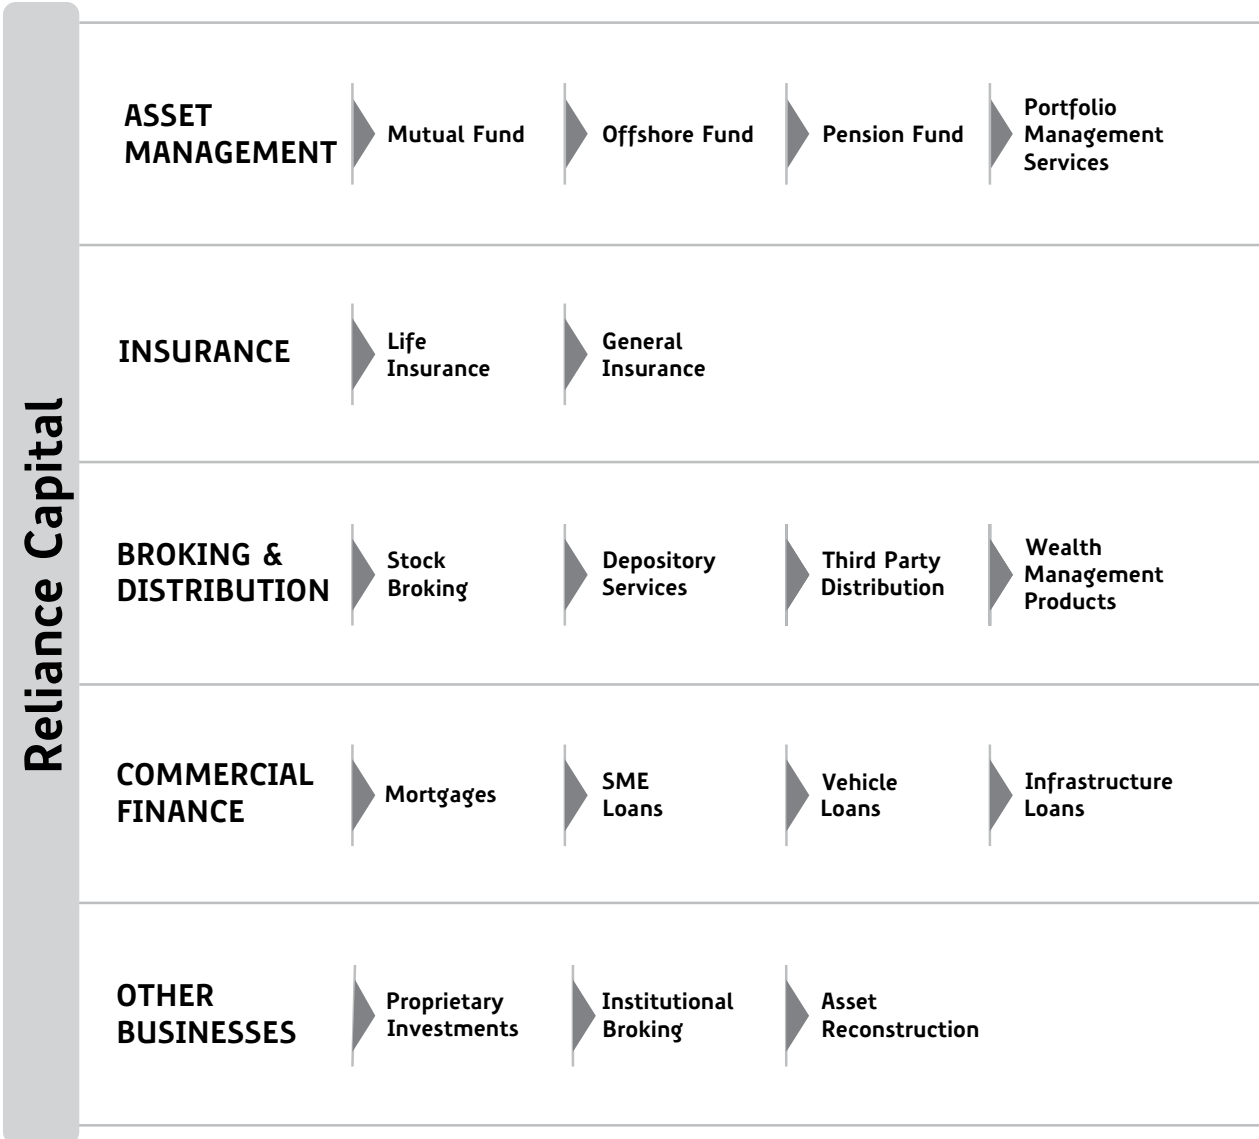 Reliance Capital
ASSET
MANAGEMENT
Mutual Fund
Offshore Fund
Pension Fund
Portfolio
Management
Services
INSURANCE
Life
Insurance
General
Insurance
BROKING &
DISTRIBUTION
Stock
Broking
Depository
Services
Third Party
Distribution
Wealth
Management
Products
COMMERCIAL
FINANCE
Mortgages
SME
Loans
Vehicle
Loans
Infrastructure
Loans
OTHER
BUSINESSES
Proprietary
Investments
Institutional
Broking
Asset
Reconstruction